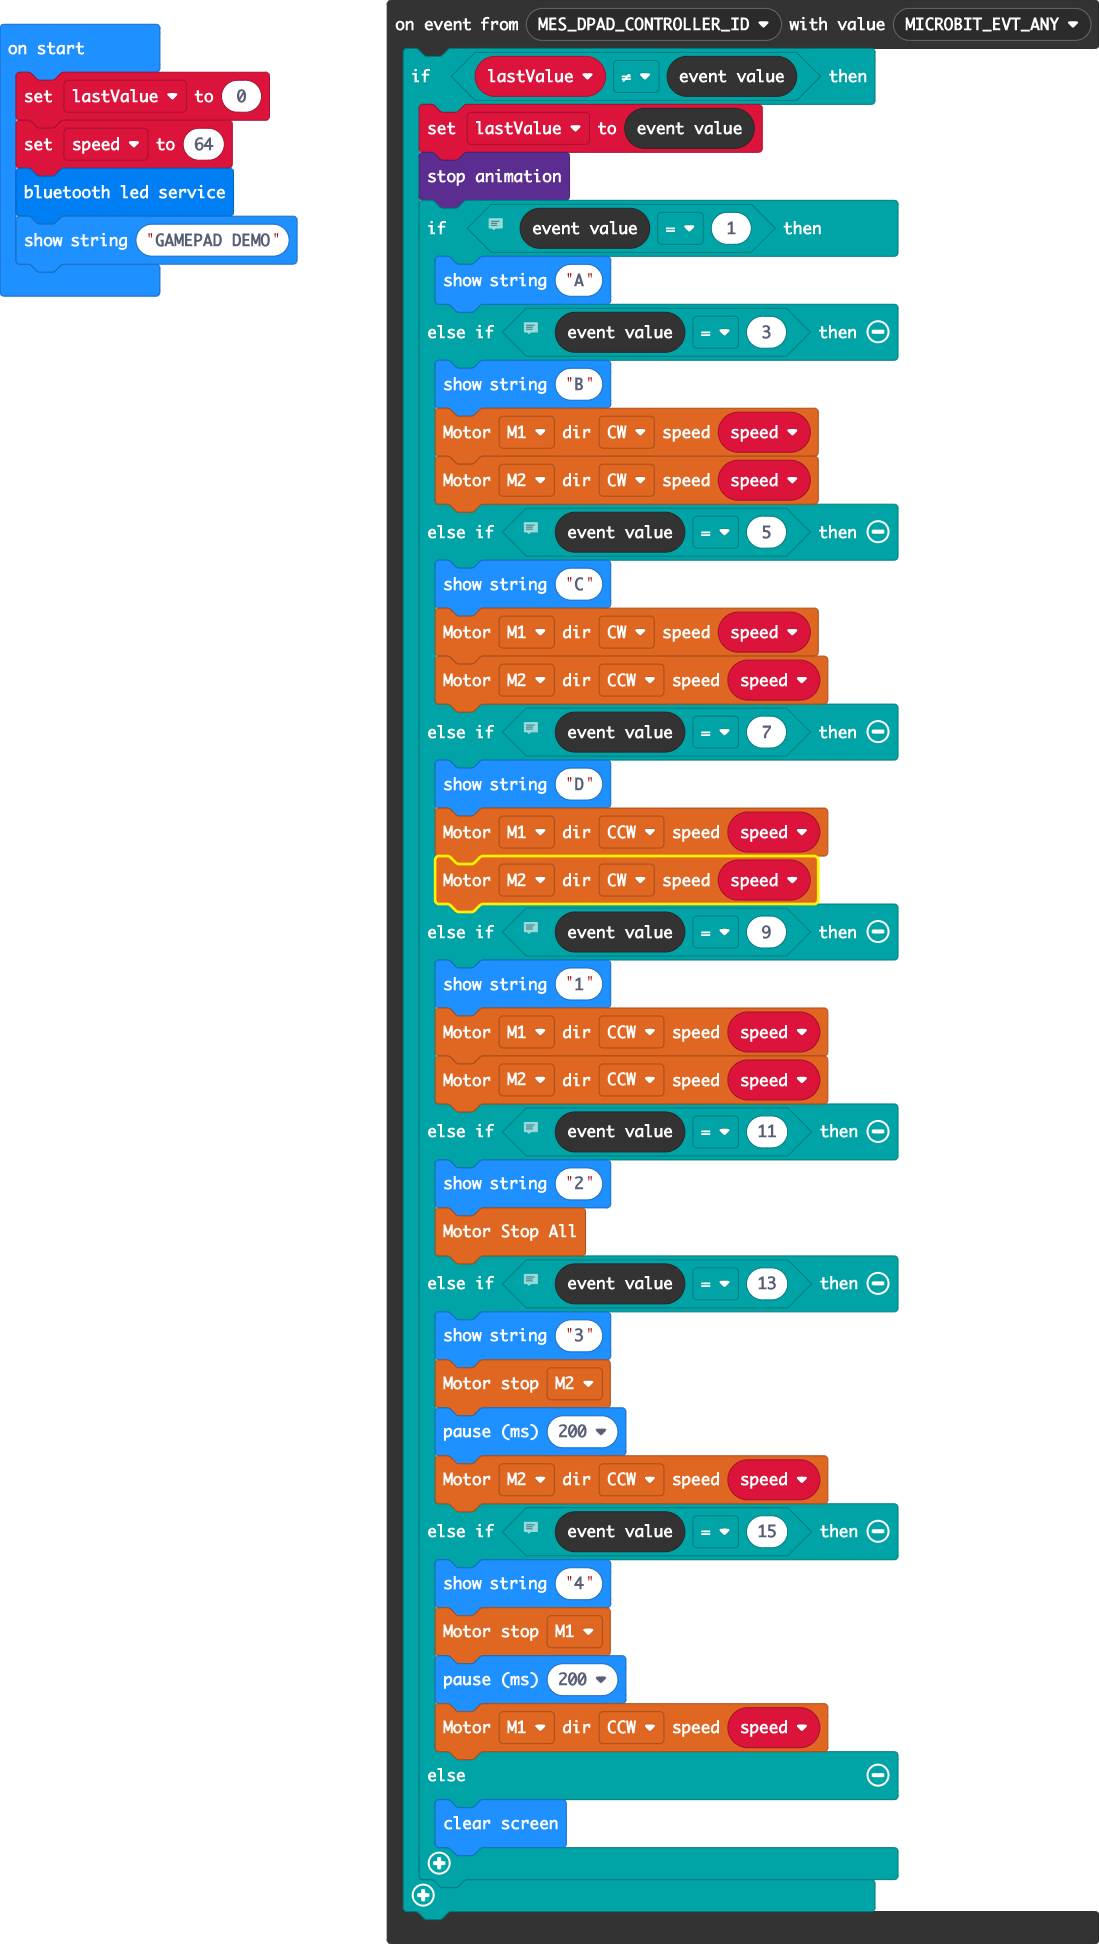 on start
set lastValue to 0
set speed to 64
bluetooth led service
show string "GAMEPAD DEMO"
on event from MES_DPAD_CONTROLLER_ID with value MICROBIT_EVT_ANY
if lastValue ≠ event value then
set lastValue to event value
stop animation
if event value = 1 then
show string "A"
else if event value = 3 then
show string "B"
Motor M1 dir CW speed speed
Motor M2 dir CW speed speed
else if event value = 5 then
show string "C"
Motor M1 dir CW speed speed
Motor M2 dir CCW speed speed
else if event value = 7 then
show string "D"
Motor M1 dir CCW speed speed
Motor M2 dir CW speed speed
else if event value = 9 then
show string "1"
Motor M1 dir CCW speed speed
Motor M2 dir CCW speed speed
else if event value = 11 then
show string "2"
Motor Stop All
else if event value = 13 then
show string "3"
Motor stop M2
pause (ms) 200
Motor M2 dir CCW speed speed
else if event value = 15 then
show string "4"
Motor stop M1
pause (ms) 200
Motor M1 dir CCW speed speed
else
clear screen